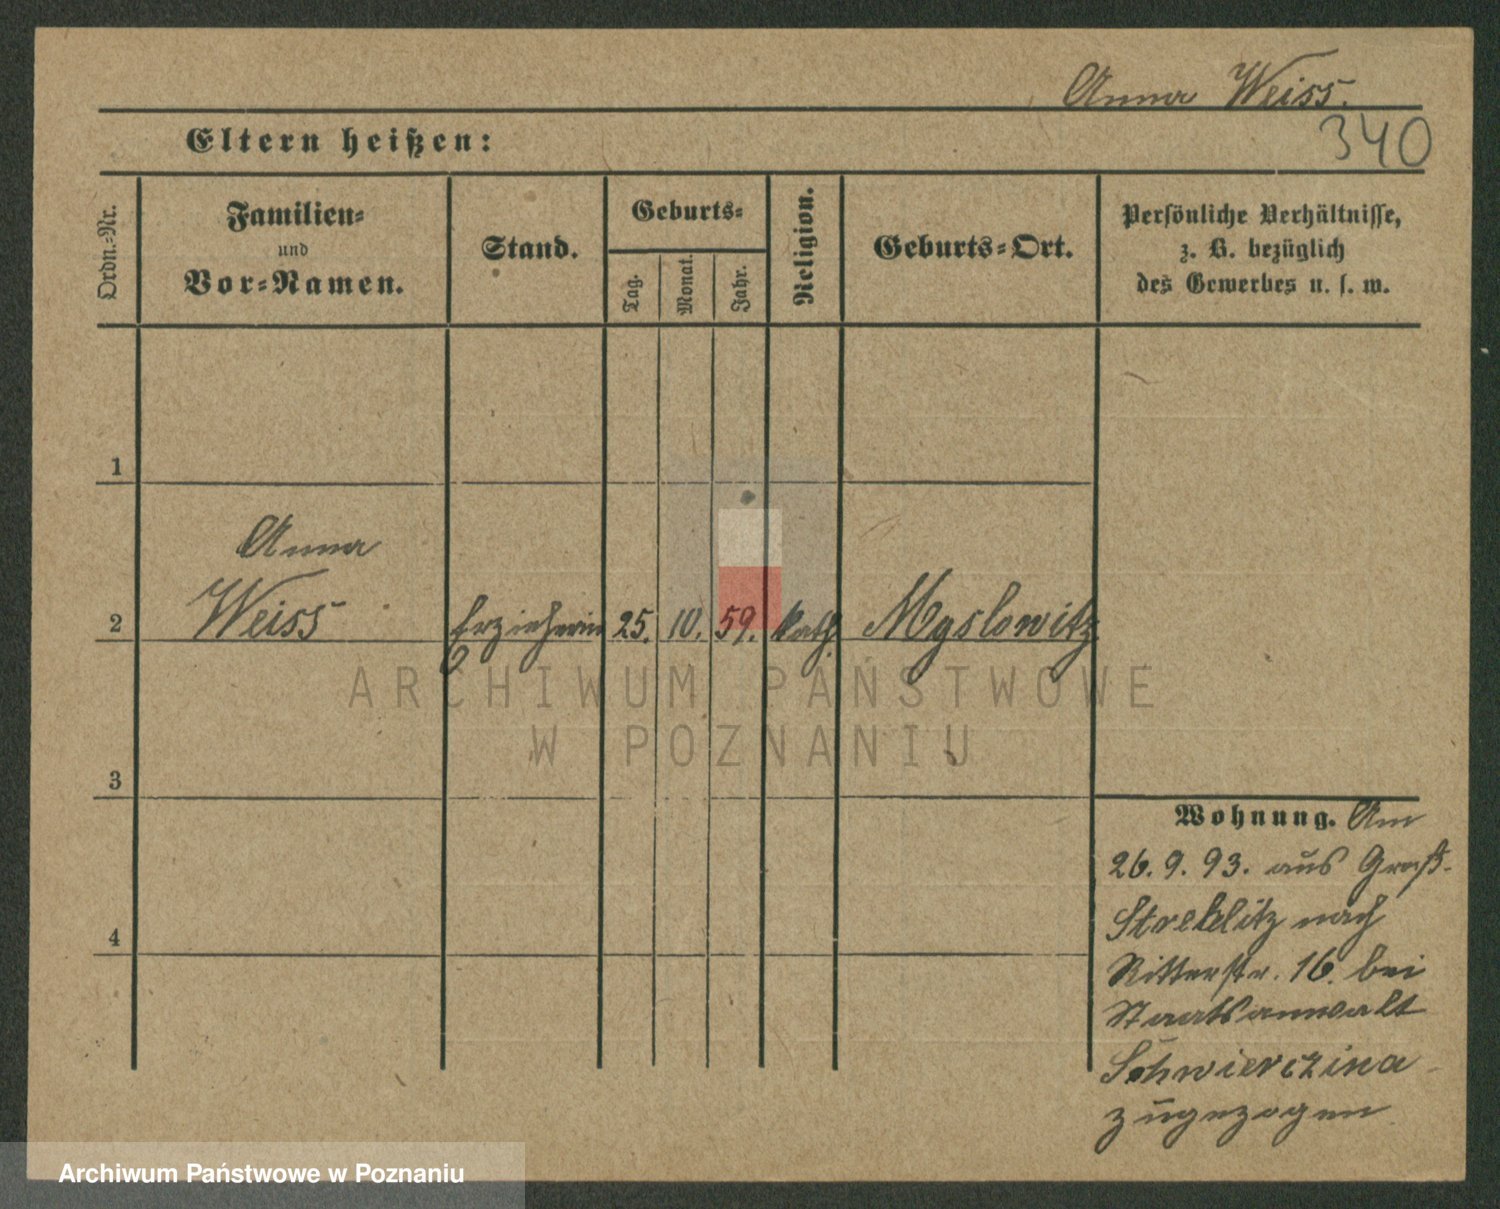 Anna Weiss.
Eltern heißen:
340
Ordn.-Nr.
Familien-
und
Vor-Namen.
Stand.
Geburts-
Tag.
Monat.
Jahr.
Religion.
Geburts-Ort.
Persönliche Verhältnisse,
z. B. bezüglich
des Gewerbes u. s. w.
1
Anna
2 Weiss Erzieherin 25. 10. 59. kath. Myslowitz
ARCHIWUM PAŃSTWOWE
W POZNANIU
3
Wohnung. Am
26. 9. 93. aus Groß-
Strehlitz nach
4
Ritterstr. 16. bei
Staatsanwalt
Schwierczina
zugezogen
Archiwum Państwowe w Poznaniu